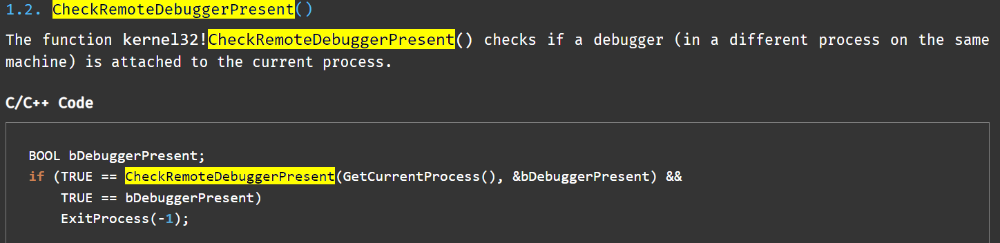 1.2. CheckRemoteDebuggerPresent()
The function kernel32!CheckRemoteDebuggerPresent() checks if a debugger (in a different process on the same
machine) is attached to the current process.
C/C++ Code
BOOL bDebuggerPresent;
if (TRUE == CheckRemoteDebuggerPresent(GetCurrentProcess(), &bDebuggerPresent) &&
TRUE == bDebuggerPresent)
ExitProcess(-1);